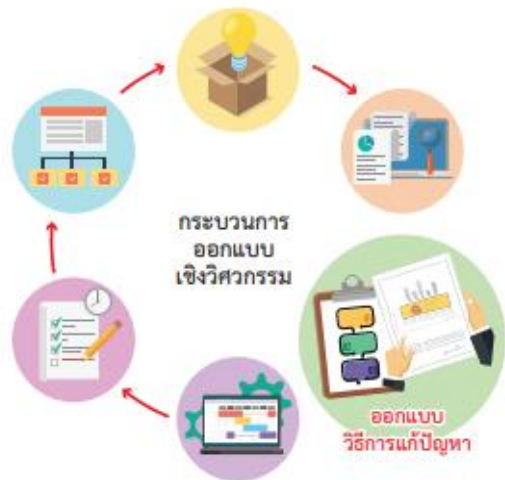 กระบวนการ
ออกแบบ
เชิงวิศวกรรม
ออกแบบ
วิธีการแก้ปัญหา